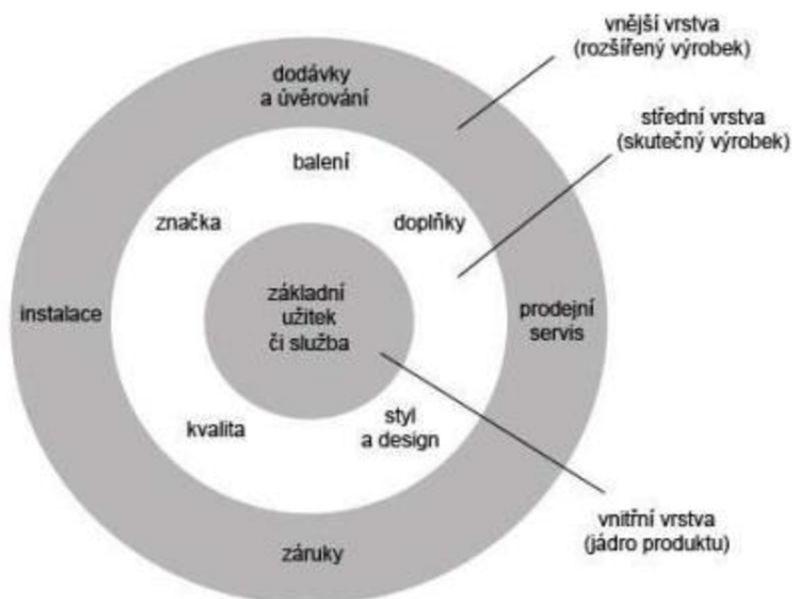 vnější vrstva
(rozšířený výrobek)
dodávky
a úvěrování
střední vrstva
(skutečný výrobek)
balení
značka
doplňky
instalace
základní
užitek
či služba
prodejní
servis
kvalita
styl
a design
vnitřní vrstva
(jádro produktu)
záruky